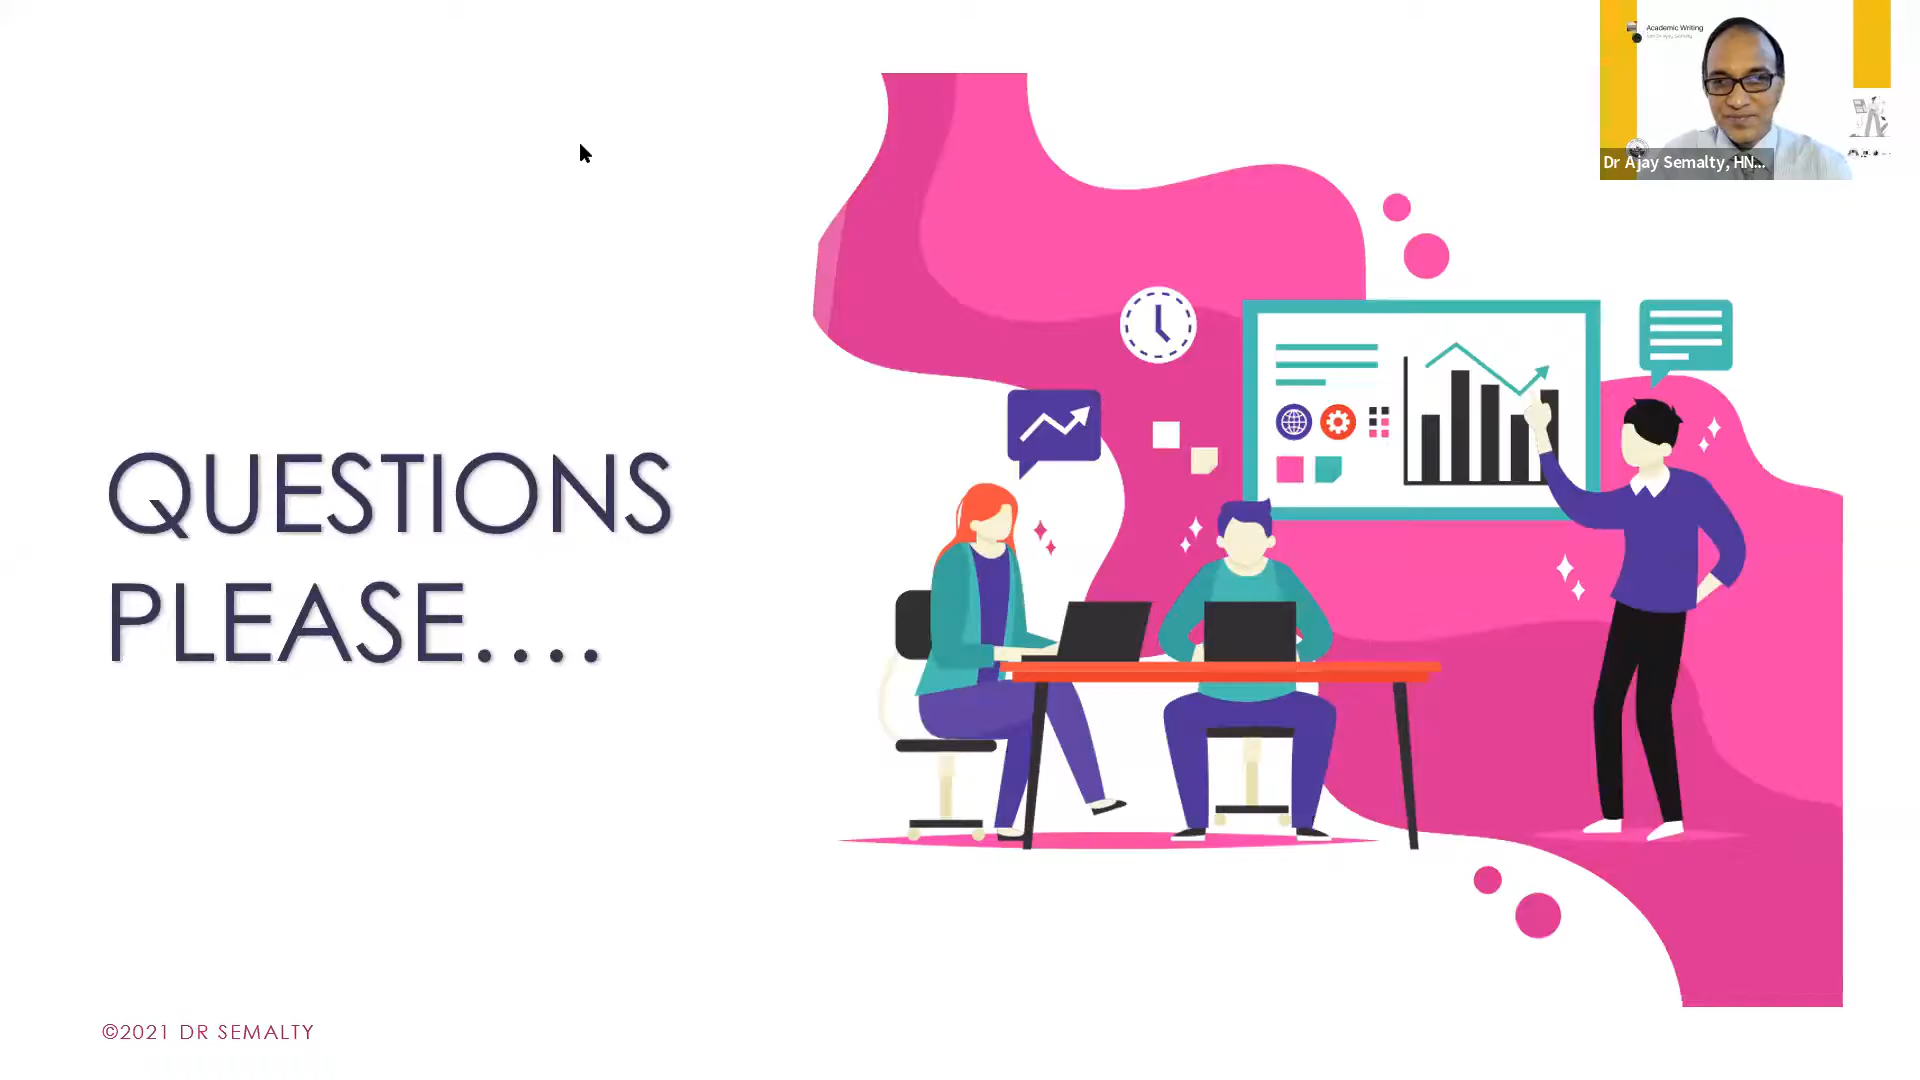 Academic Writing
Dr Ajay Semalty, HN...
QUESTIONS
PLEASE....
©2021 DR SEMALTY